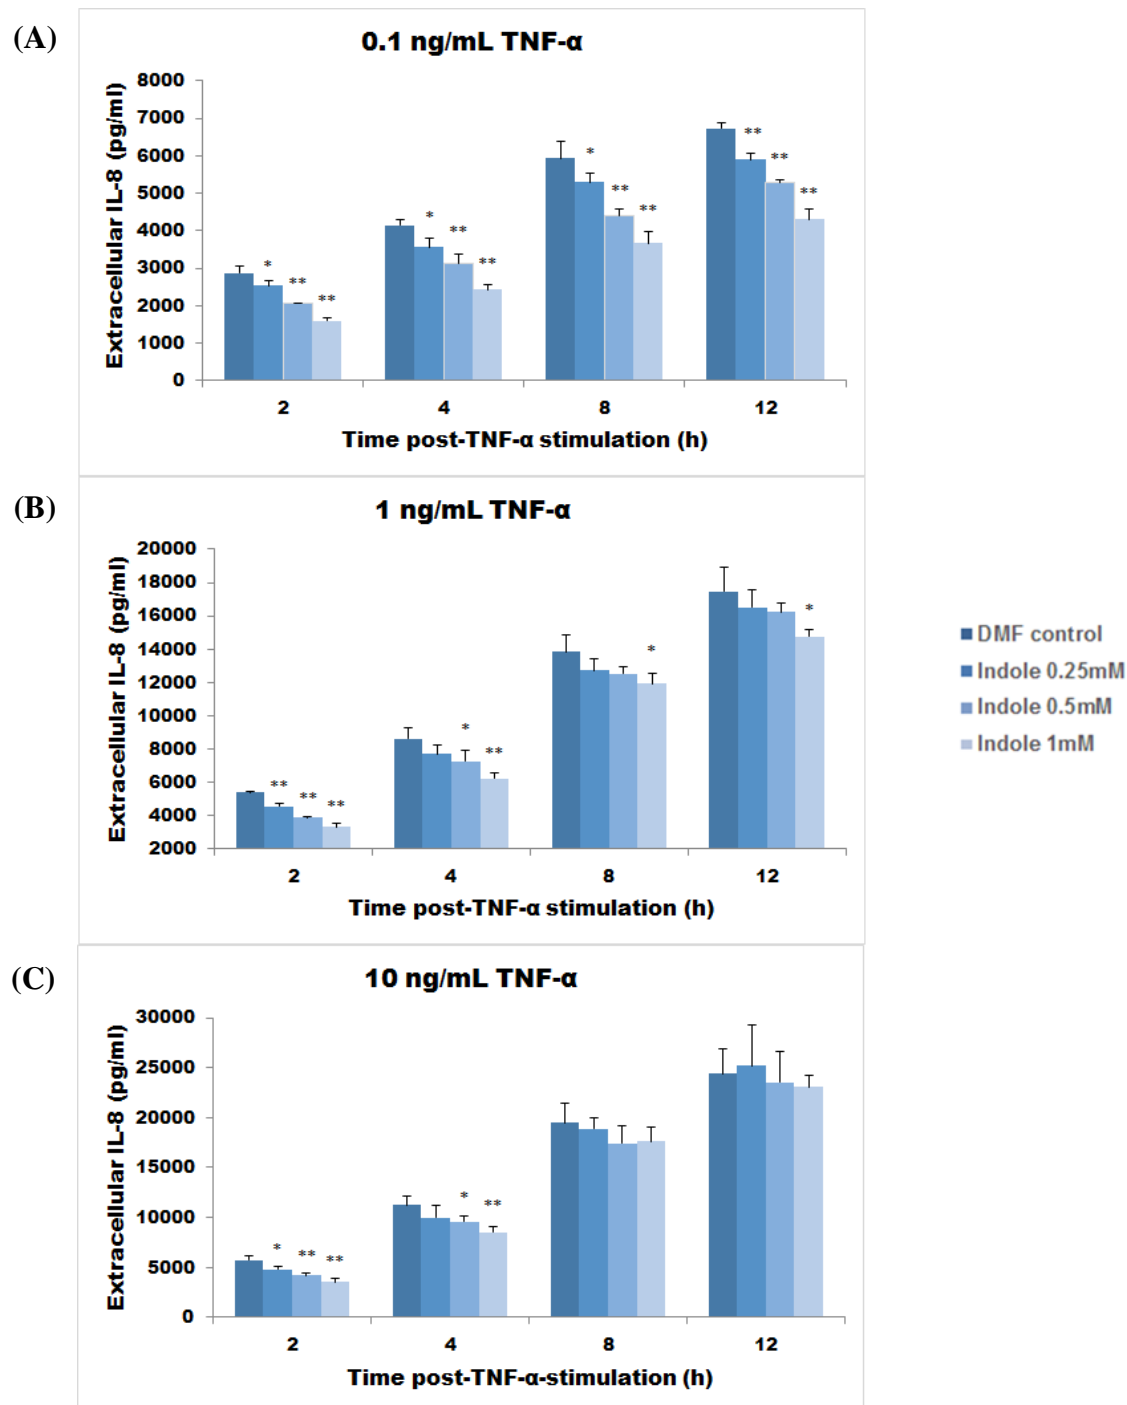 (A)
0.1 ng/mL TNF-α
Extracellular IL-8 (pg/ml)
8000
7000
6000
5000
4000
3000
2000
1000
0
* ** **
* ** **
* ** **
** ** **
2 4 8 12
Time post-TNF-α stimulation (h)
(B)
1 ng/mL TNF-α
Extracellular IL-8 (pg/ml)
20000
18000
16000
14000
12000
10000
8000
6000
4000
2000
** ** **
* **
*
*
2 4 8 12
Time post-TNF-α stimulation (h)
DMF control
Indole 0.25mM
Indole 0.5mM
Indole 1mM
(C)
10 ng/mL TNF-α
Extracellular IL-8 (pg/ml)
30000
25000
20000
15000
10000
5000
0
* ** **
* **
2 4 8 12
Time post-TNF-α-stimulation (h)